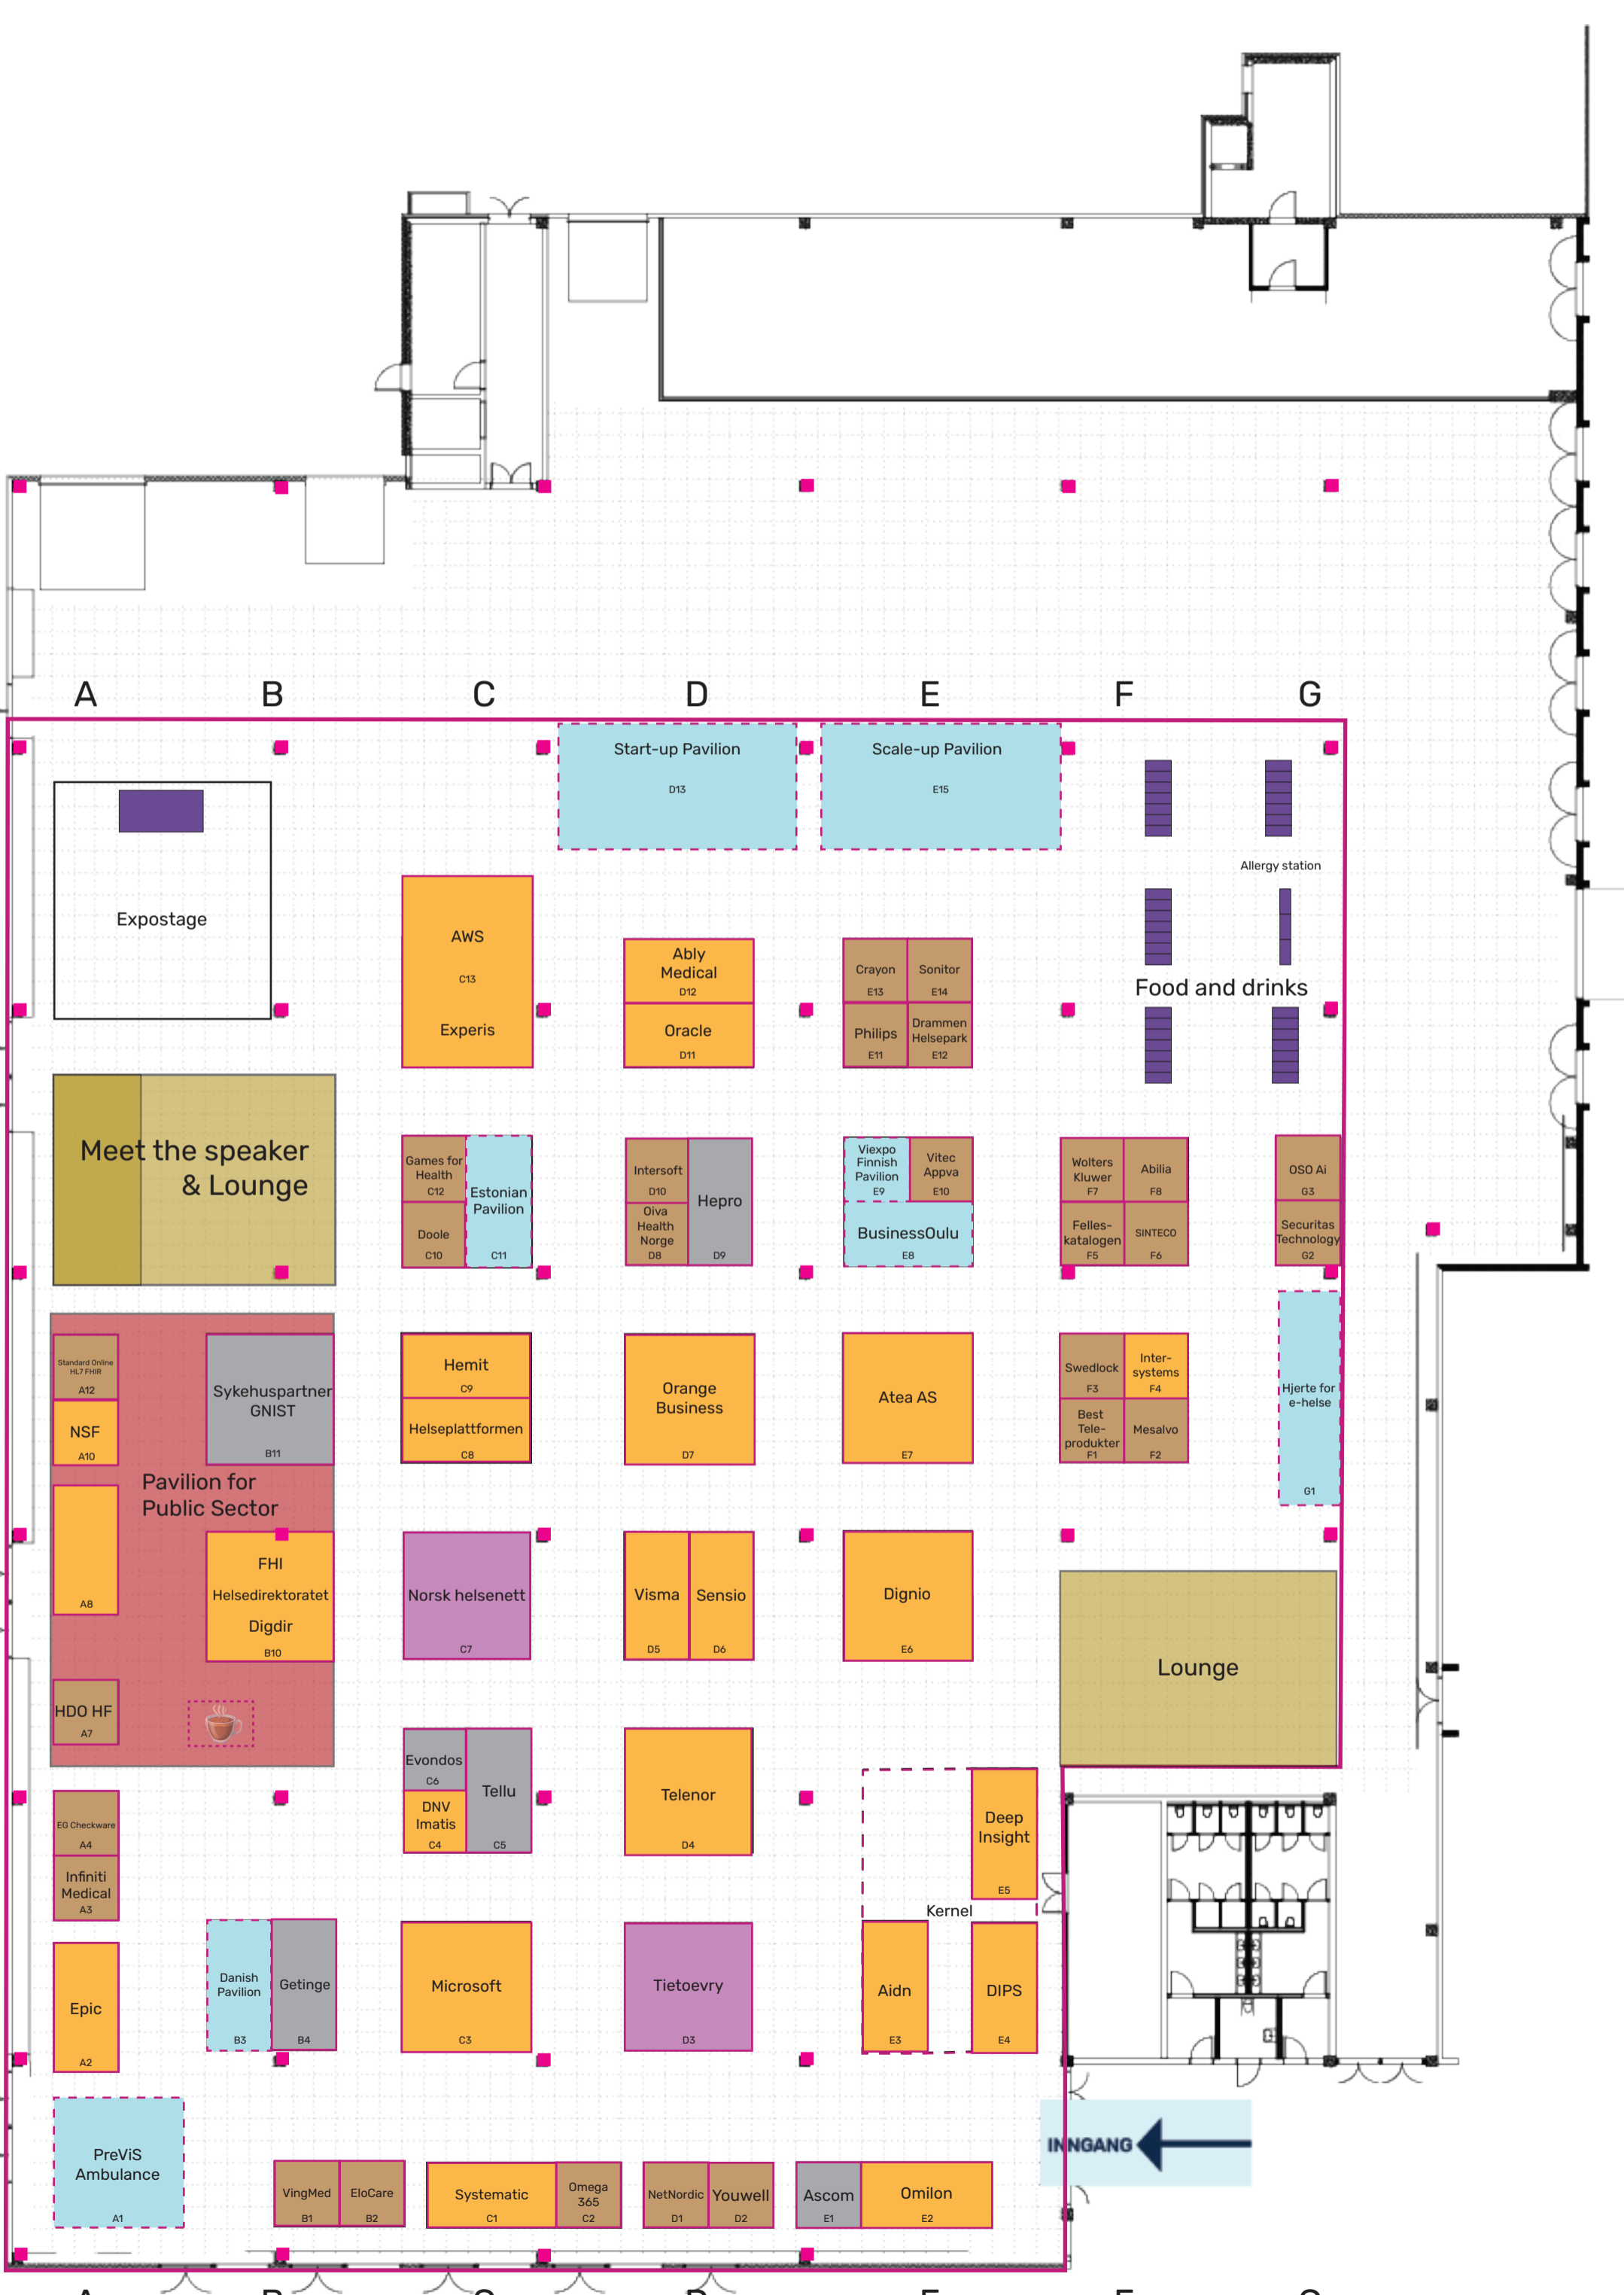 A B C D E F G
Start-up Pavilion
D13
Scale-up Pavilion
E15
Expostage
Allergy station
Food and drinks
AWS
C13
Experis
Ably
Medical
D12
Oracle
D11
Crayon
E13
Sonitor
E14
Philips
E11
Drammen
Helsepark
E12
Meet the speaker
& Lounge
Games for
Health
C12
Doole
C10
Estonian
Pavilion
C11
Intersoft
D10
Oiva
Health
Norge
D8
Hepro
D9
Viexpo
Finnish
Pavilion
E9
Vitec
Appva
E10
BusinessOulu
E8
Wolters
Kluwer
F7
Abilia
F8
Felles-
katalogen
F5
SINTECO
F6
OSO Ai
G3
Securitas
Technology
G2
Standard Online
HL7 FHIR
A12
NSF
A10
Sykehuspartner
GNIST
B11
Pavilion for
Public Sector
A8
FHI
Helsedirektoratet
Digdir
B10
HDO HF
A7
Hemit
C9
Helseplattformen
C8
Orange
Business
D7
Atea AS
E7
Swedlock
F3
Inter-
systems
F4
Best
Tele-
produkter
F1
Mesalvo
F2
Hjerte for
e-helse
G1
Norsk helsenett
C7
Visma
D5
Sensio
D6
Dignio
E6
Lounge
EG Checkware
A4
Infiniti
Medical
A3
Evondos
C6
DNV
Imatis
C4
Tellu
C5
Telenor
D4
Deep
Insight
E5
Kernel
Epic
A2
Danish
Pavilion
B3
Getinge
B4
Microsoft
C3
Tietoevry
D3
Aidn
E3
DIPS
E4
INNGANG
PreViS
Ambulance
A1
VingMed
B1
EloCare
B2
Systematic
C1
Omega
365
C2
NetNordic
D1
Youwell
D2
Ascom
E1
Omilon
E2